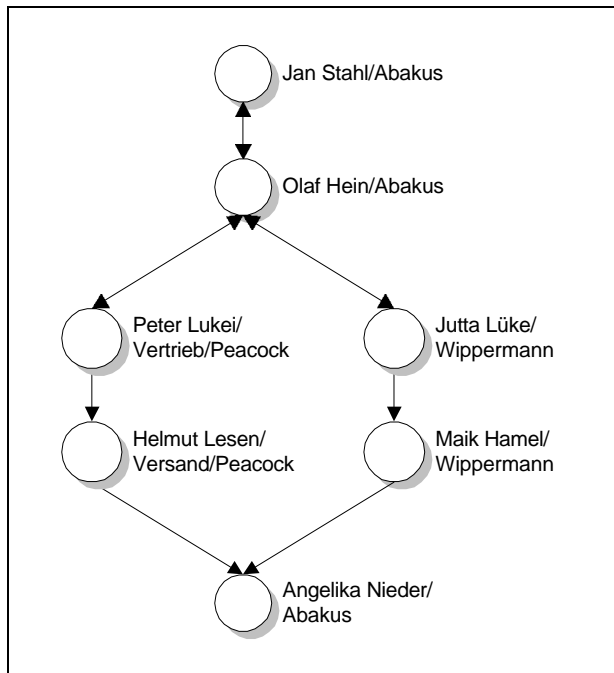 Jan Stahl/Abakus
Olaf Hein/Abakus
Peter Lukei/
Vertrieb/Peacock
Jutta Lüke/
Wippermann
Helmut Lesen/
Versand/Peacock
Maik Hamel/
Wippermann
Angelika Nieder/
Abakus